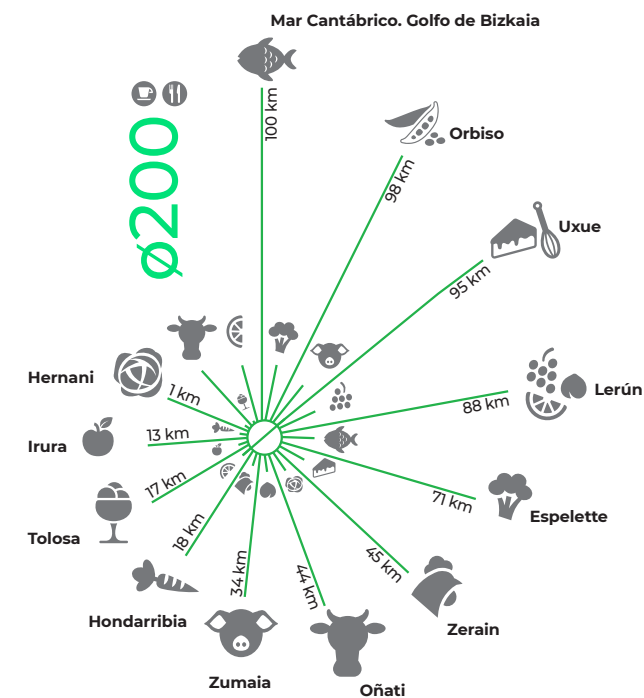 Mar Cantábrico. Golfo de Bizkaia
100 km
ø200
Orbiso
98 km
Uxue
95 km
Lerún
88 km
Espelette
71 km
Zerain
45 km
Oñati
44 km
Zumaia
34 km
Hondarribia
18 km
Tolosa
17 km
Irura
13 km
Hernani
1 km